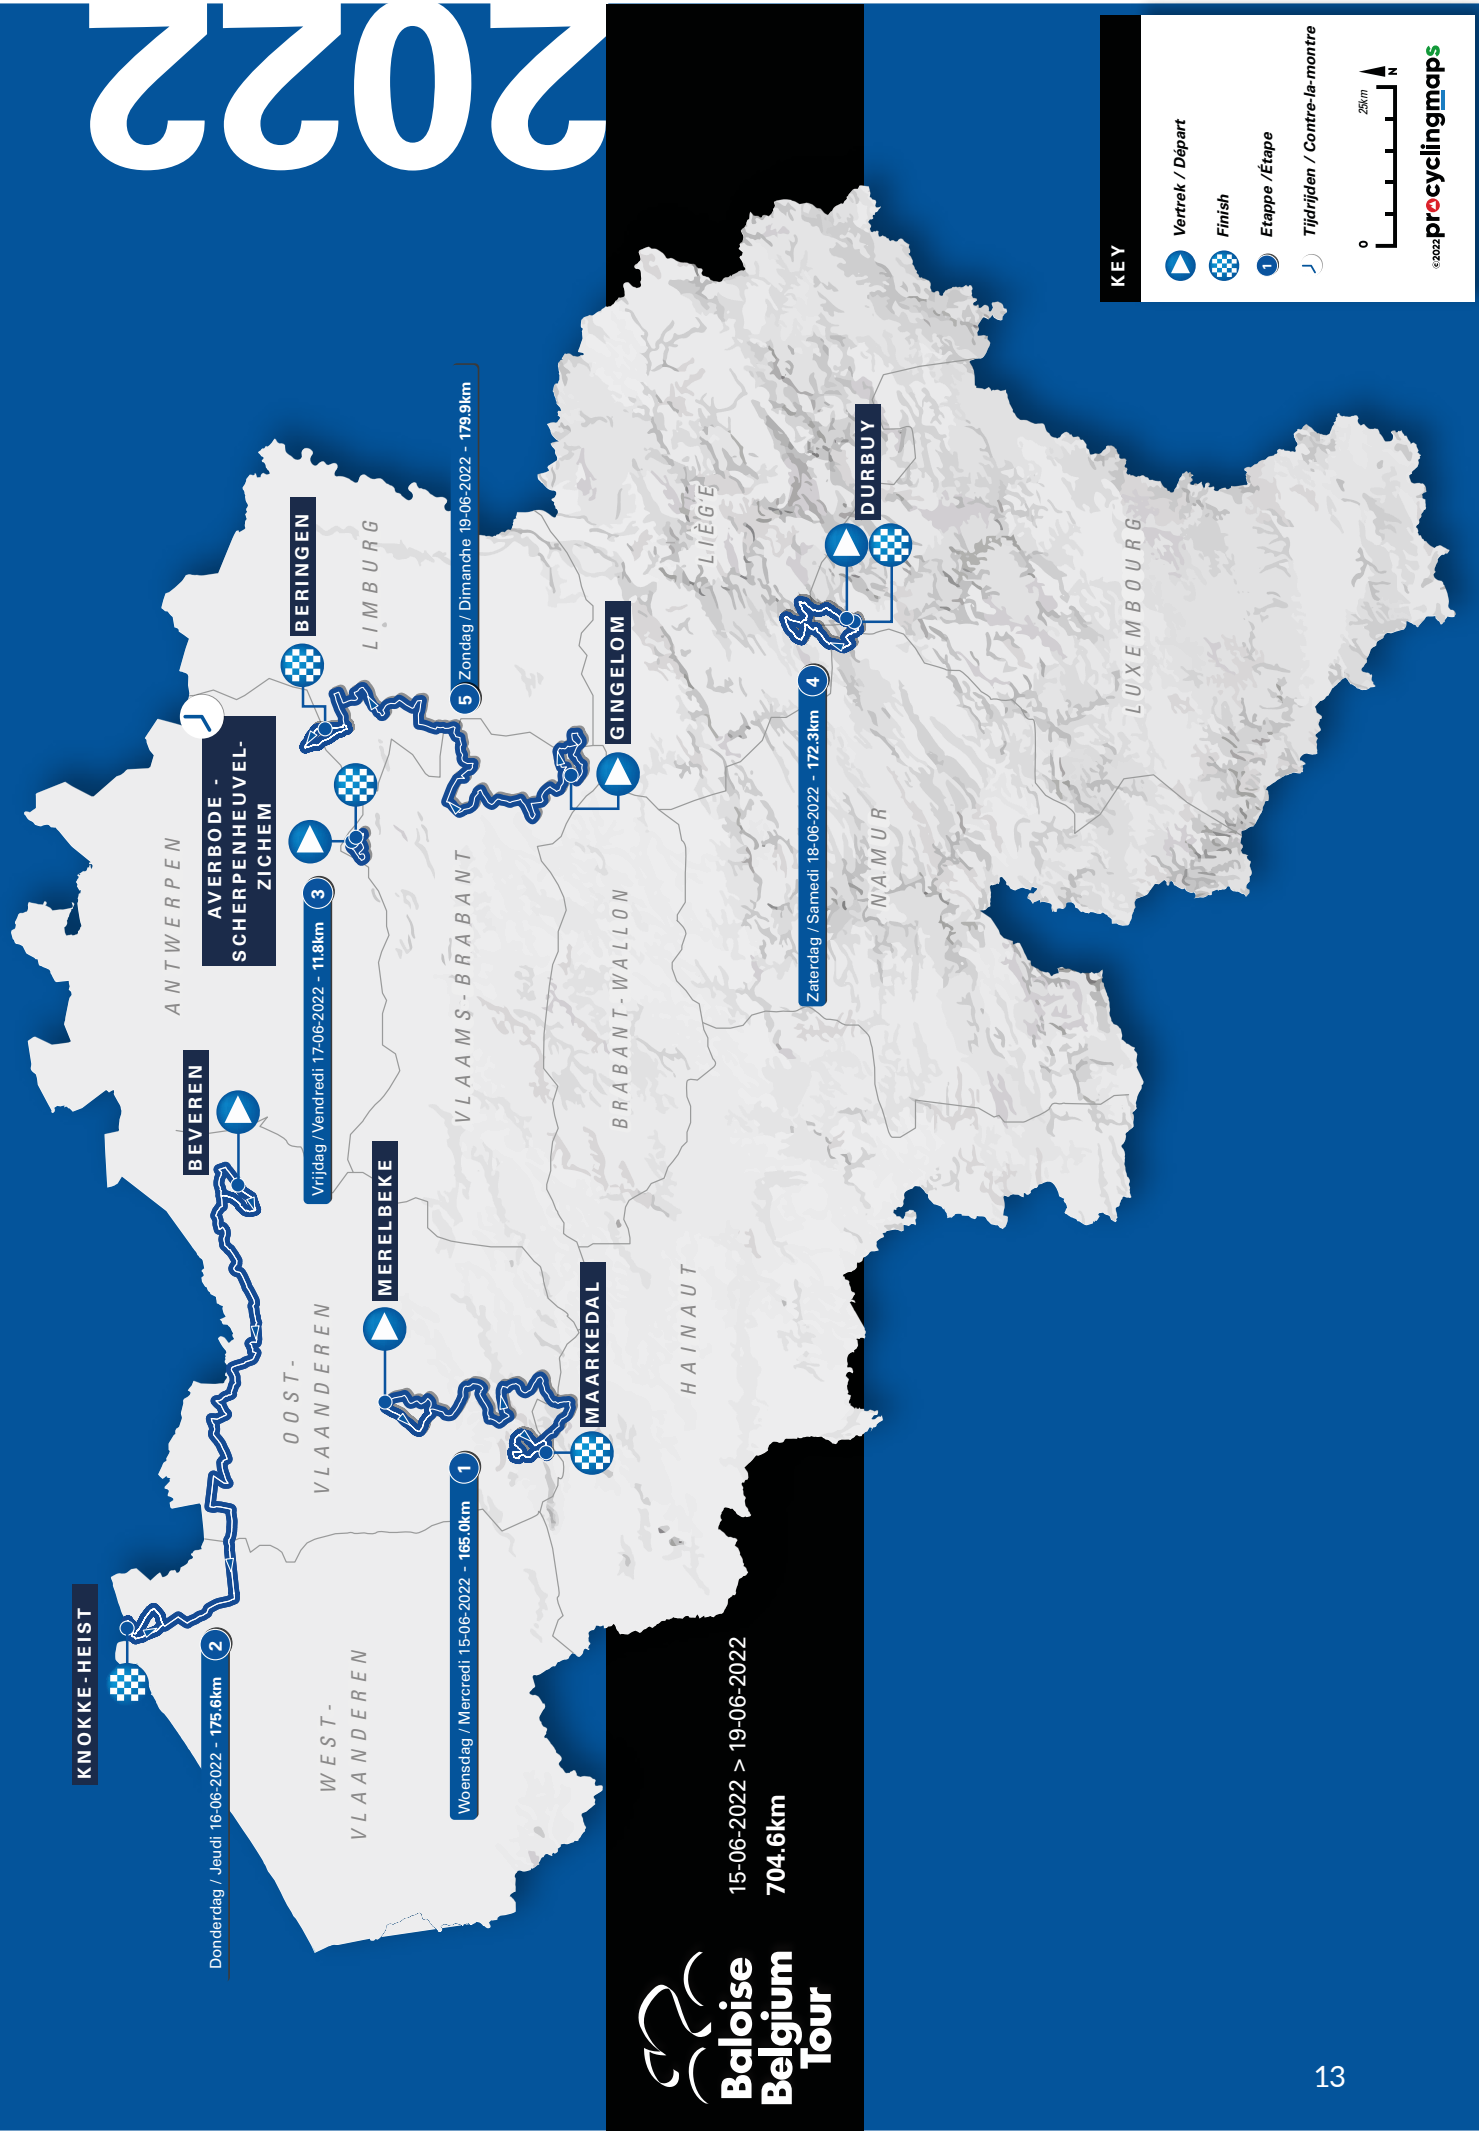 2022
KNOKKE-HEIST
Donderdag / Jeudi 16-06-2022 - 175.6km
2
BEVEREN
ANTWERPEN
AVERBODE -
SCHERPENHEUVEL-
ZICHEM
BERINGEN
LIMBURG
Vrijdag / Vendredi 17-06-2022 - 11.8km
3
OOST-
VLAANDEREN
WEST-
VLAANDEREN
MERELBEKE
Woensdag / Mercredi 15-06-2022 - 165.0km
1
VLAAMS-BRABANT
5
Zondag / Dimanche 19-06-2022 - 179.9km
MAARKEDAL
BRABANT-WALLON
GINGELOM
HAINAUT
LIÈGE
Zaterdag / Samedi 18-06-2022 - 172.3km
4
DURBUY
NAMUR
LUXEMBOURG
Baloise
Belgium
Tour
15-06-2022 > 19-06-2022
704.6km
KEY
Vertrek / Départ
Finish
1
Etappe /Étape
Tijdrijden / Contre-la-montre
0
25km
N
©2022 procyclingmaps
13